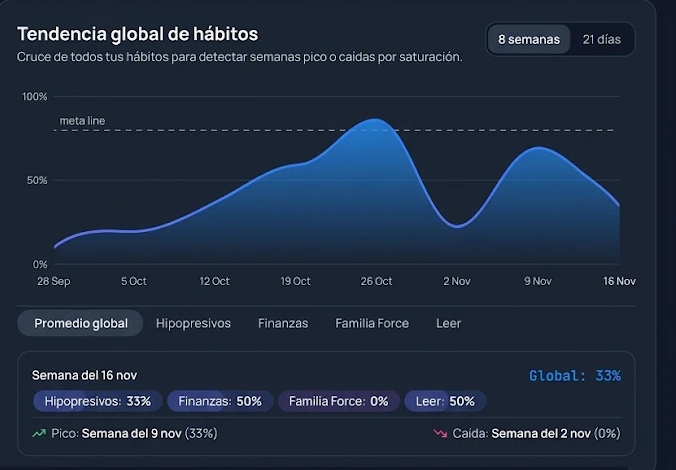 Tendencia global de hábitos
8 semanas 21 días
Cruce de todos tus hábitos para detectar semanas pico o caídas por saturación.
100%
meta line
50%
0%
28 Sep 5 Oct 12 Oct 19 Oct 26 Oct 2 Nov 9 Nov 16 Nov
Promedio global Hipopresivos Finanzas Familia Force Leer
Semana del 16 nov Global: 33%
Hipopresivos: 33% Finanzas: 50% Familia Force: 0% Leer: 50%
Pico: Semana del 9 nov (33%) Caída: Semana del 2 nov (0%)